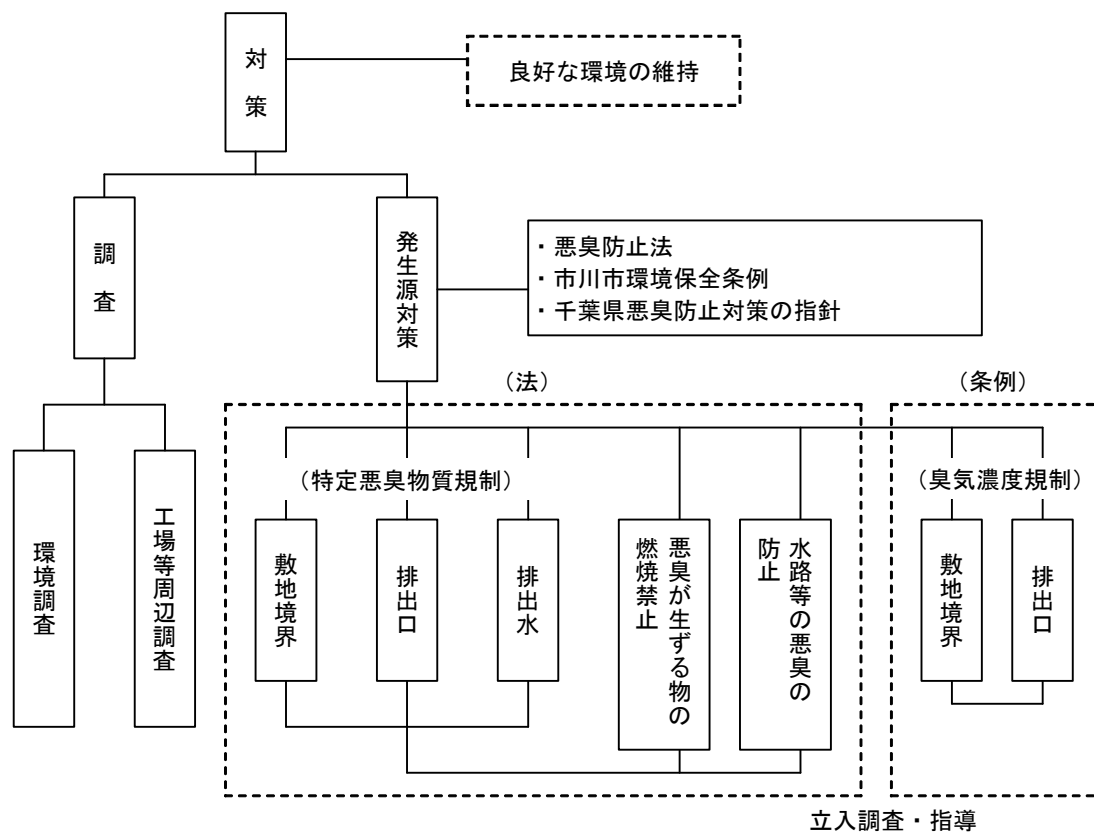 対策
良好な環境の維持
調査
発生源対策
・悪臭防止法
・市川市環境保全条例
・千葉県悪臭防止対策の指針
（法）
（条例）
環境調査
工場等周辺調査
（特定悪臭物質規制）
敷地境界
排出口
排出水
悪臭が生ずる物の
燃焼禁止
水路等の悪臭の
防止
（臭気濃度規制）
敷地境界
排出口
立入調査・指導